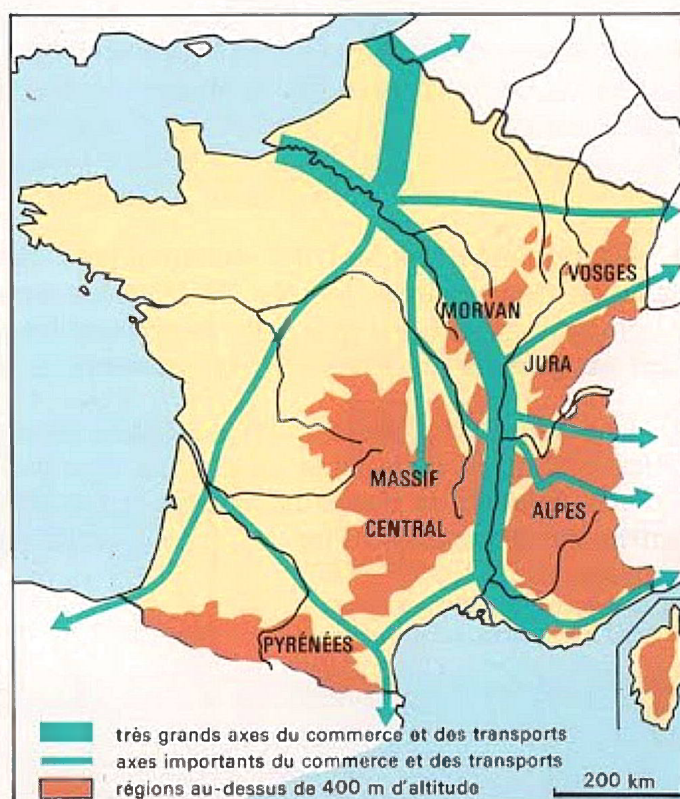 VOSGES
MORVAN
JURA
MASSIF
CENTRAL
ALPES
PYRÉNÉES
très grands axes du commerce et des transports
axes importants du commerce et des transports
régions au-dessus de 400 m d'altitude
200 km